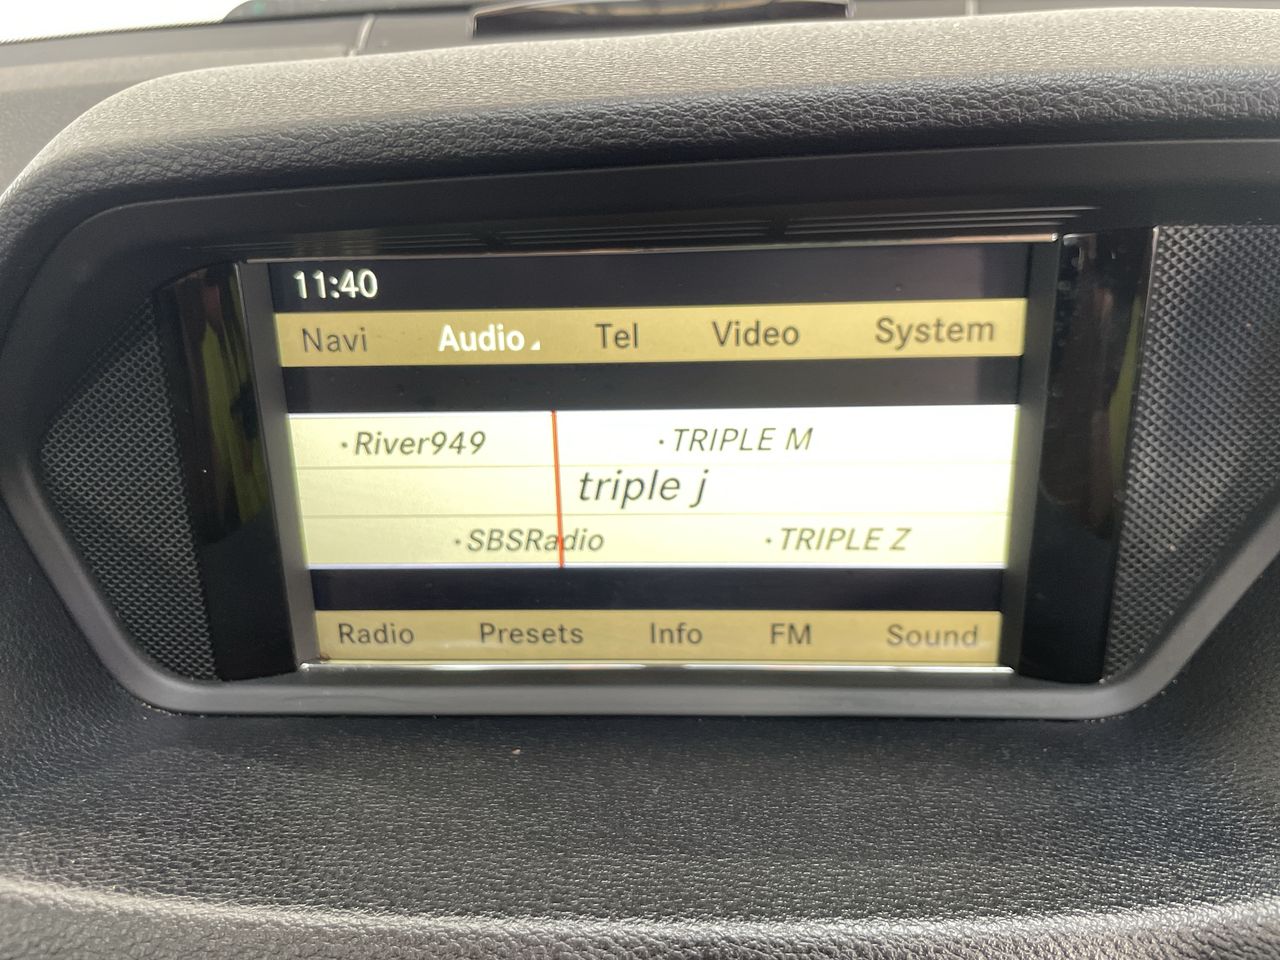 11:40
Navi Audio Tel Video System
·River949 ·TRIPLE M
triple j
·SBSRadio ·TRIPLE Z
Radio Presets Info FM Sound